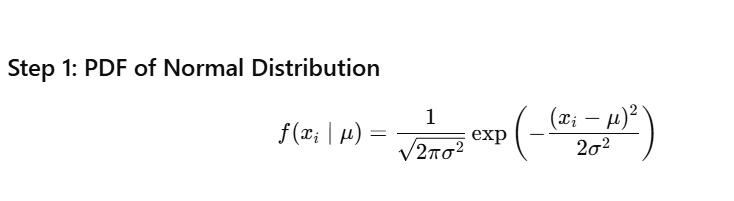 Step 1: PDF of Normal Distribution
f(xᵢ | μ) = 1/√(2πσ²) exp(−(xᵢ − μ)²/2σ²)